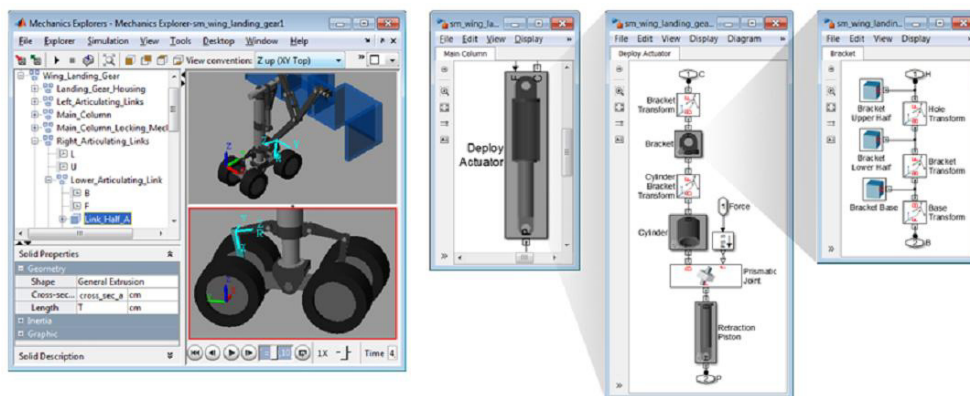 Mechanics Explorers - Mechanics Explorer-sm_wing_landing_gear1
File Explorer Simulation View Tools Desktop Window Help
View convention: Z up (XY Top)
Wing_Landing_Gear
Landing_Gear_Housing
Left_Articulating_Links
Main_Column
Main_Column_Locking_Mec
Right_Articulating_Links
L
U
Lower_Articulating_Link
B
F
Link_Half_A
Solid Properties
Geometry
Shape General Extrusion
Cross-sec... cross_sec_a cm
Length T cm
Inertia
Graphic
Solid Description
1X
Time 4
sm_wing_la...
File Edit View Display
Main Column
Deploy
Actuator
sm_wing_landing_gea...
File Edit View Display Diagram
Deploy Actuator
C
Bracket
Transform
Bracket
Cylinder
Bracket
Transform
Force
Cylinder
Prismatic
Joint
Retraction
Piston
P
sm_wing_landin...
File Edit View Display
Bracket
H
Bracket
Upper Half
Hole
Transform
Bracket
Lower Half
Bracket
Transform
Bracket Base
Base
Transform
B